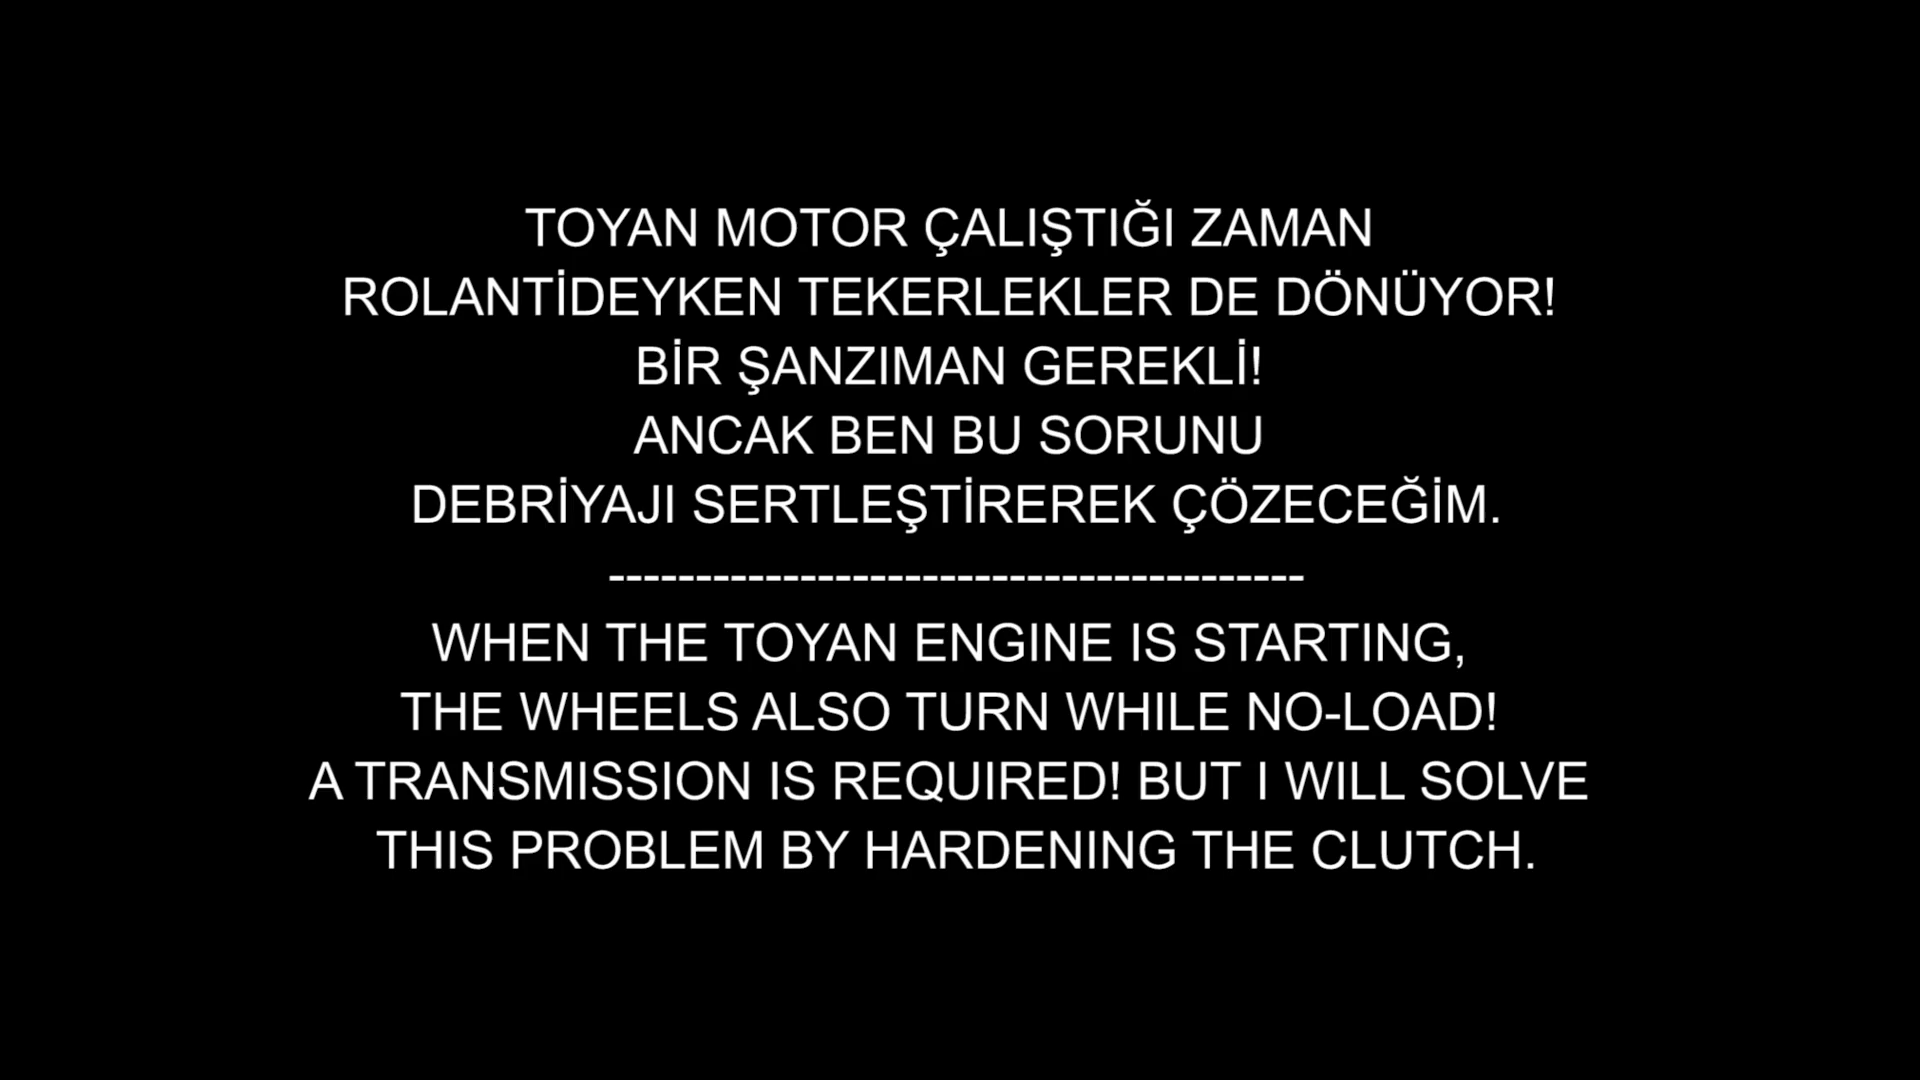 TOYAN MOTOR ÇALIŞTIĞI ZAMAN
ROLANTİDEYKEN TEKERLEKLER DE DÖNÜYOR!
BİR ŞANZIMAN GEREKLİ!
ANCAK BEN BU SORUNU
DEBRİYAJI SERTLEŞTİREREK ÇÖZECEĞİM.
----------------------------------------
WHEN THE TOYAN ENGINE IS STARTING,
THE WHEELS ALSO TURN WHILE NO-LOAD!
A TRANSMISSION IS REQUIRED! BUT I WILL SOLVE
THIS PROBLEM BY HARDENING THE CLUTCH.